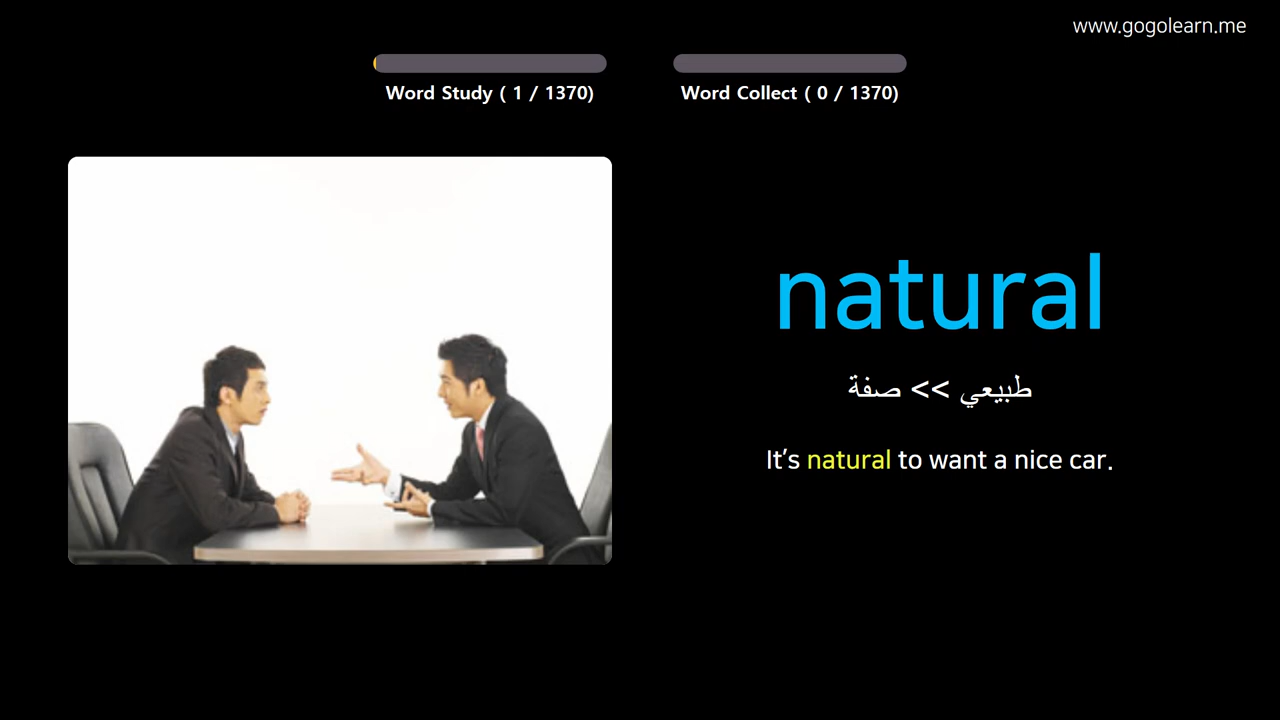 www.gogolearn.me
Word Study ( 1 / 1370)
Word Collect ( 0 / 1370)
natural
طبيعي >> صفة
It's natural to want a nice car.